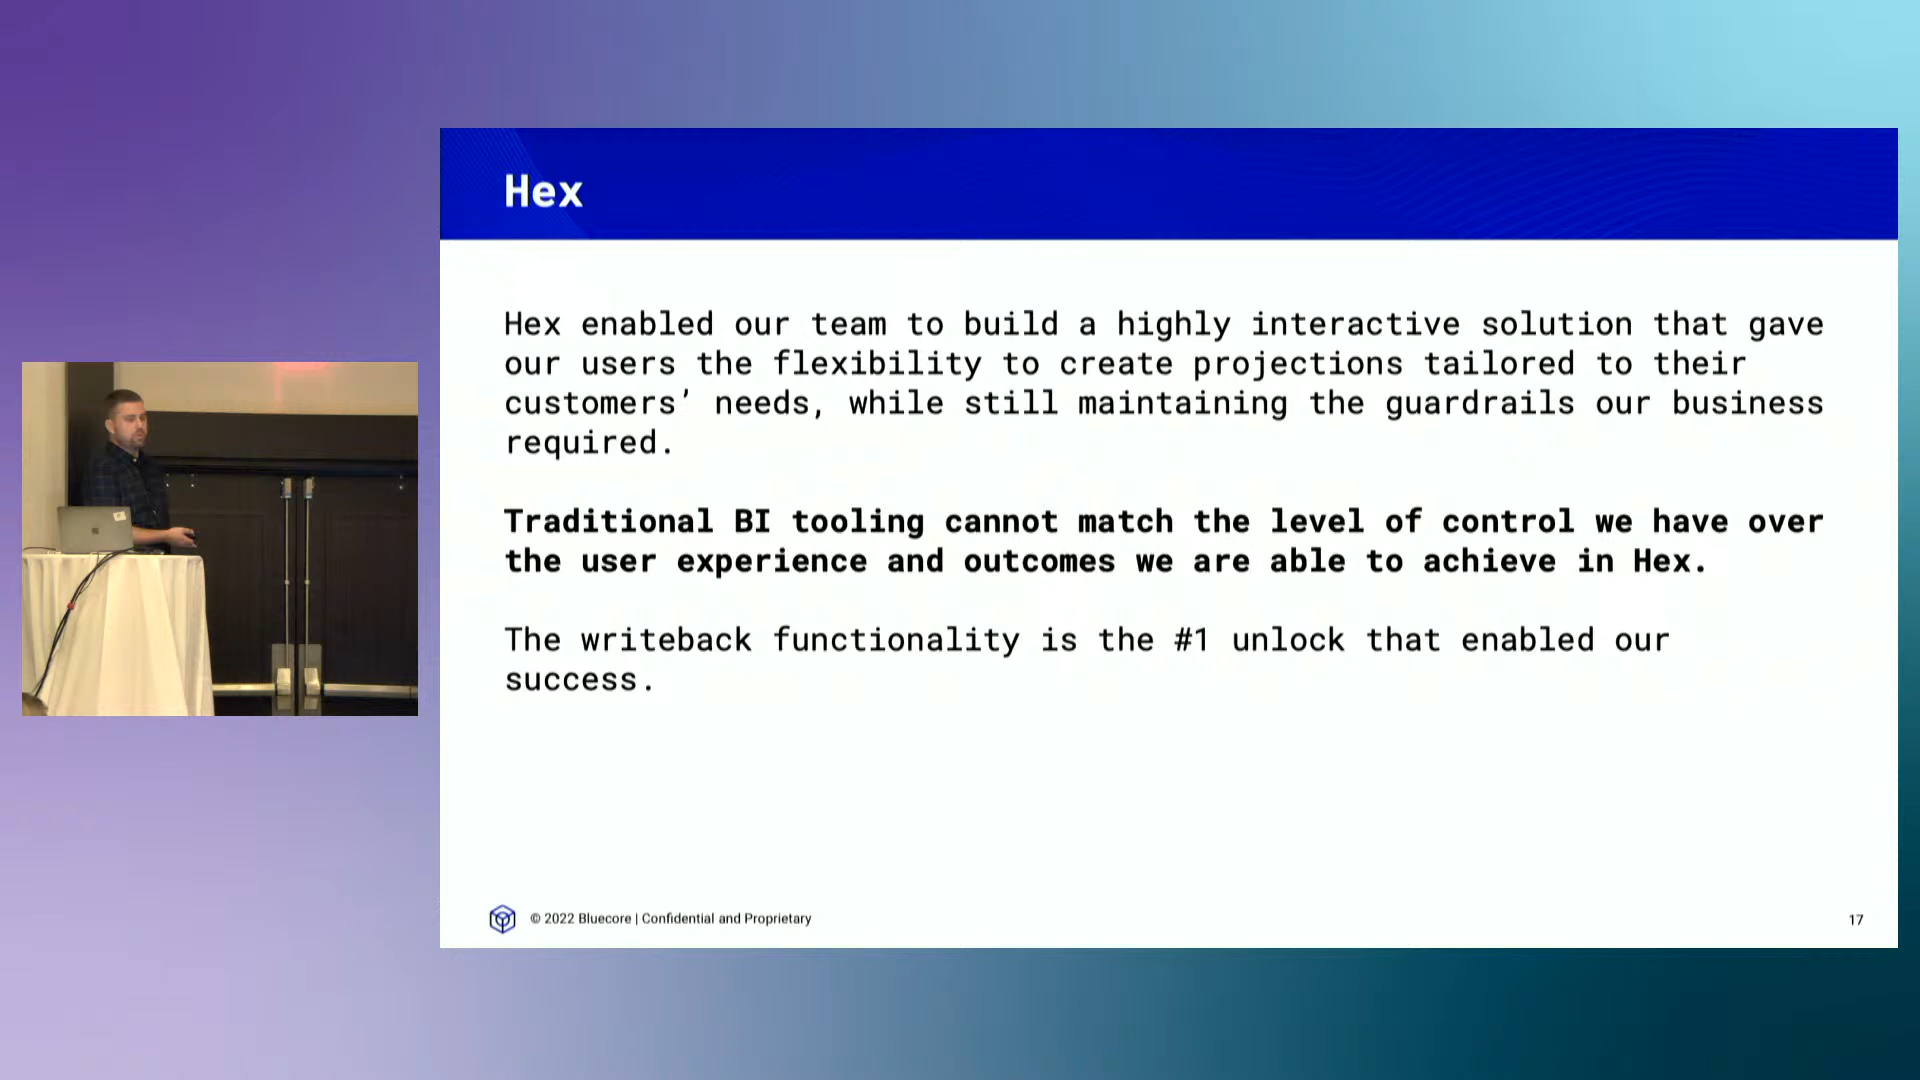 Hex
Hex enabled our team to build a highly interactive solution that gave
our users the flexibility to create projections tailored to their
customers’ needs, while still maintaining the guardrails our business
required.
Traditional BI tooling cannot match the level of control we have over
the user experience and outcomes we are able to achieve in Hex.
The writeback functionality is the #1 unlock that enabled our
success.
© 2022 Bluecore | Confidential and Proprietary
17